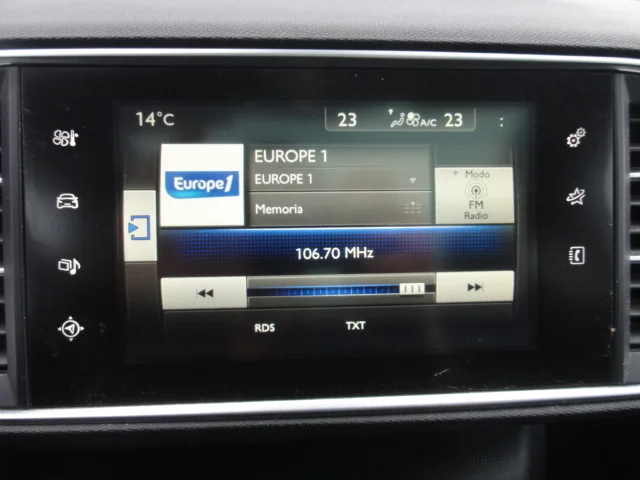 14°C
23 A/C 23
EUROPE 1
Europe1
EUROPE 1
Modo
FM
Radio
Memoria
106.70 MHz
RDS TXT